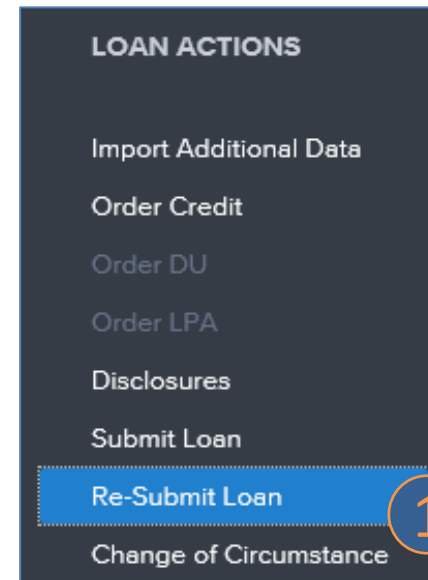 LOAN ACTIONS
Import Additional Data
Order Credit
Order DU
Order LPA
Disclosures
Submit Loan
Re-Submit Loan
1
Change of Circumstance